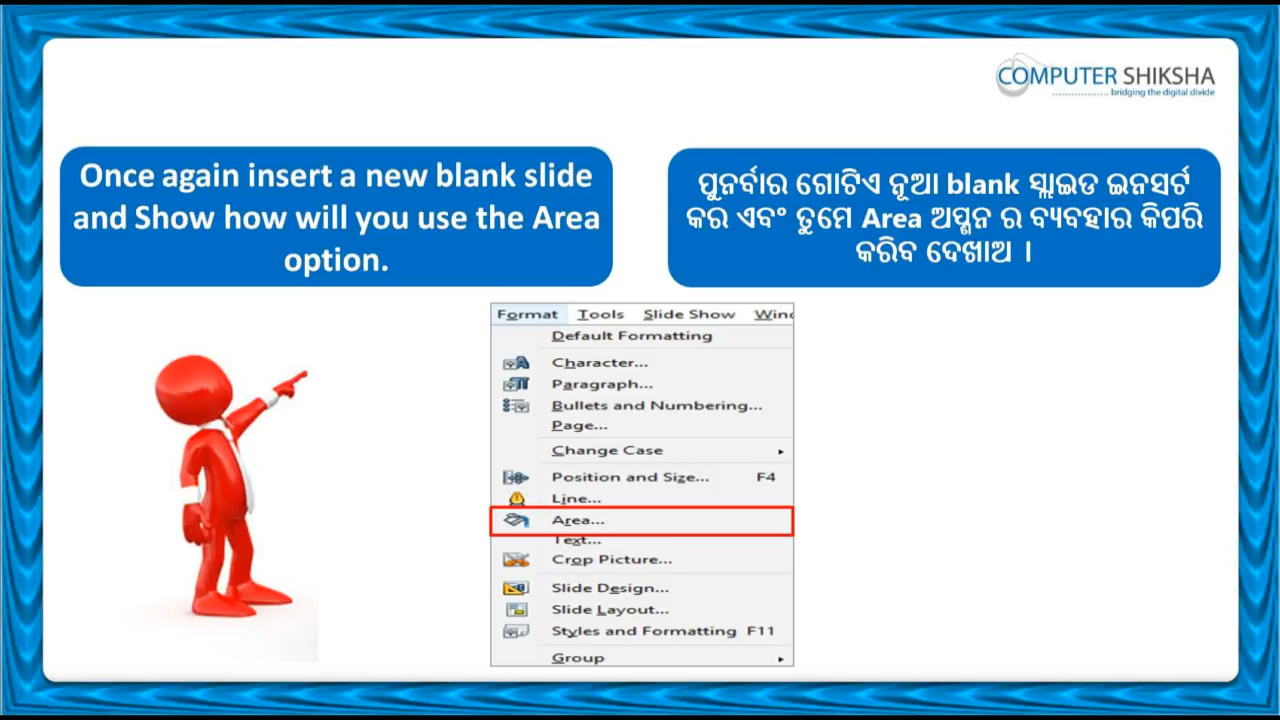 COMPUTER SHIKSHA
bridging the digital divide
Once again insert a new blank slide
and Show how will you use the Area
option.
ପୁନର୍ବାର ଗୋଟିଏ ନୂଆ blank ସ୍ଲାଇଡ ଇନସର୍ଟ
କର ଏବଂ ତୁମେ Area ଅପ୍ସନ ର ବ୍ୟବହାର କିପରି
କରିବ ଦେଖାଅ ।
Format Tools Slide Show Wind
Default Formatting
Character...
Paragraph...
Bullets and Numbering...
Page...
Change Case
Position and Size... F4
Line...
Area...
Text...
Crop Picture...
Slide Design...
Slide Layout...
Styles and Formatting F11
Group